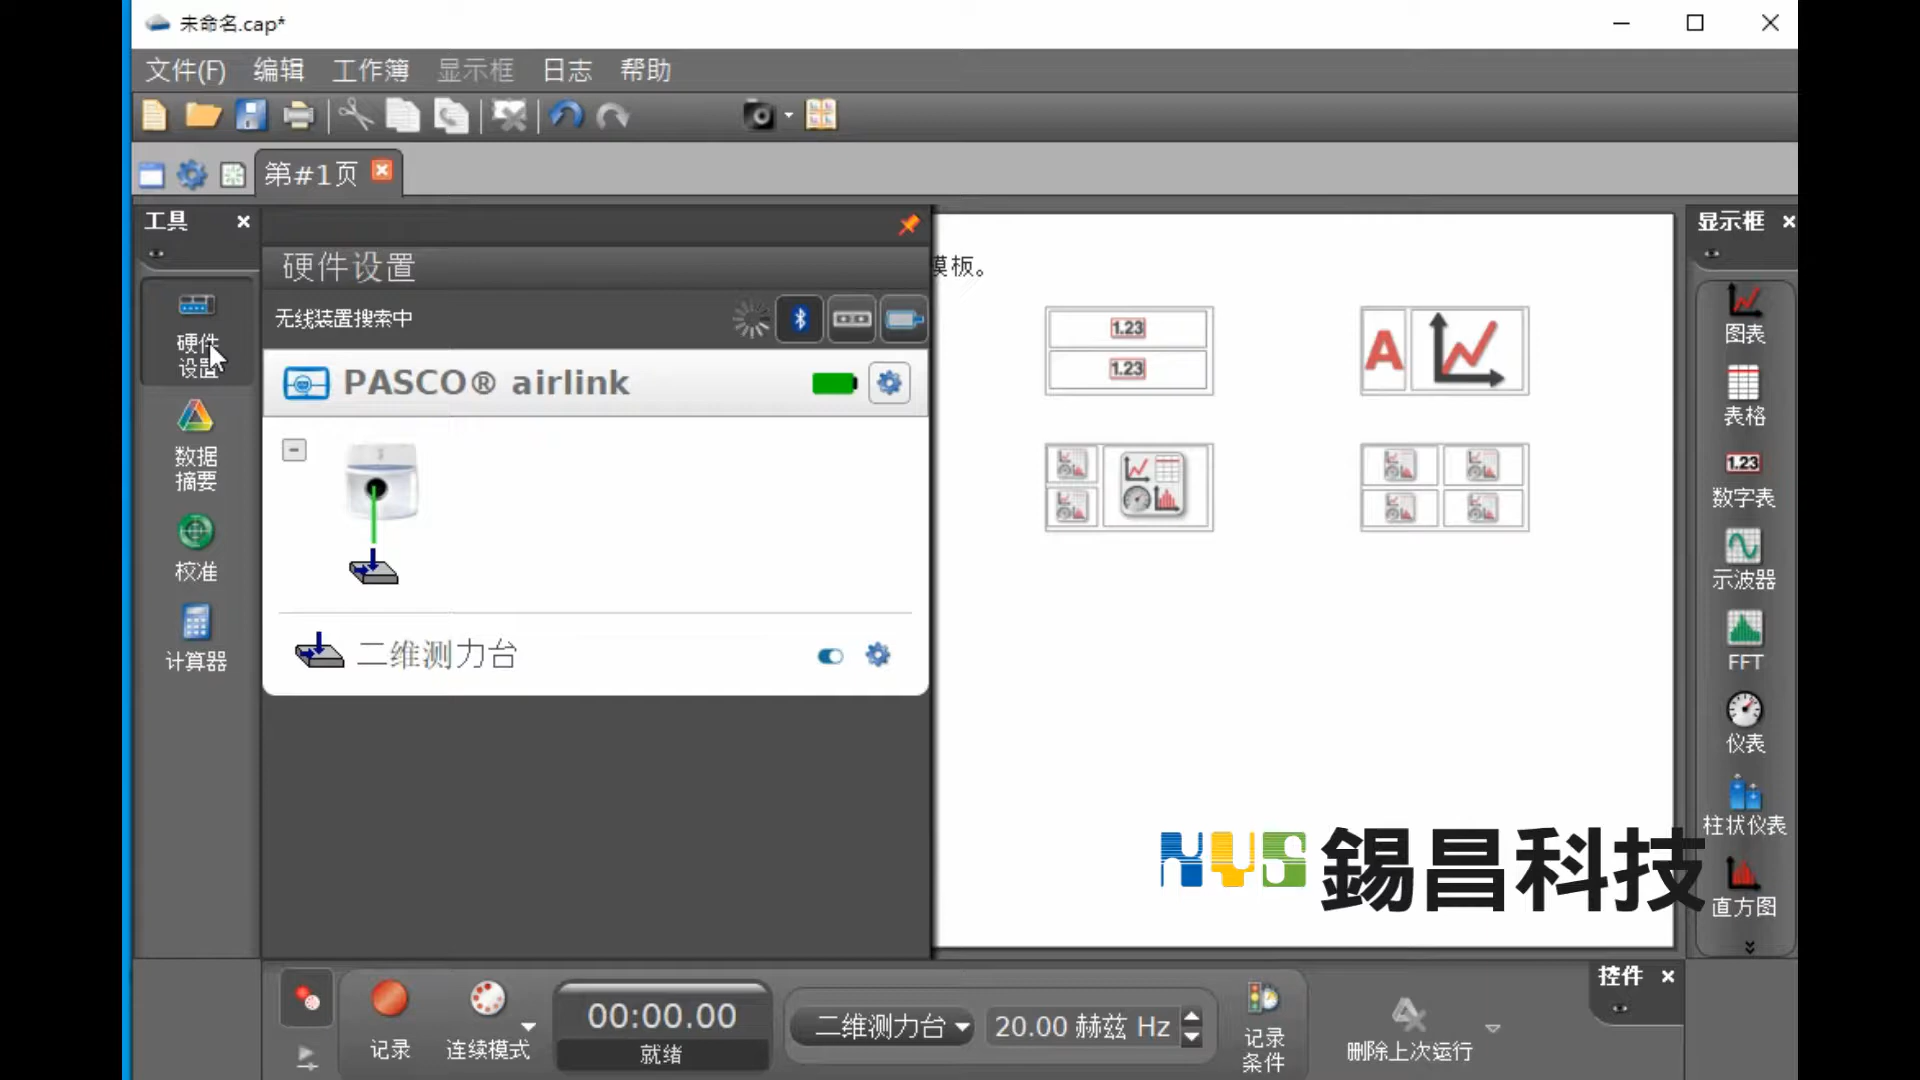 未命名.cap*
文件(F) 编辑 工作簿 显示框 日志 帮助
第#1页
工具
硬件设置
无线装置搜索中
PASCO® airlink
二维测力台
硬件
设置
数据
摘要
校准
计算器
模板。
1.23
1.23
A
NVS 錫昌科技
显示框
图表
表格
1.23
数字表
示波器
FFT
仪表
柱状仪表
直方图
记录
连续模式
00:00.00
就绪
二维测力台
20.00 赫兹 Hz
记录
条件
删除上次运行
控件